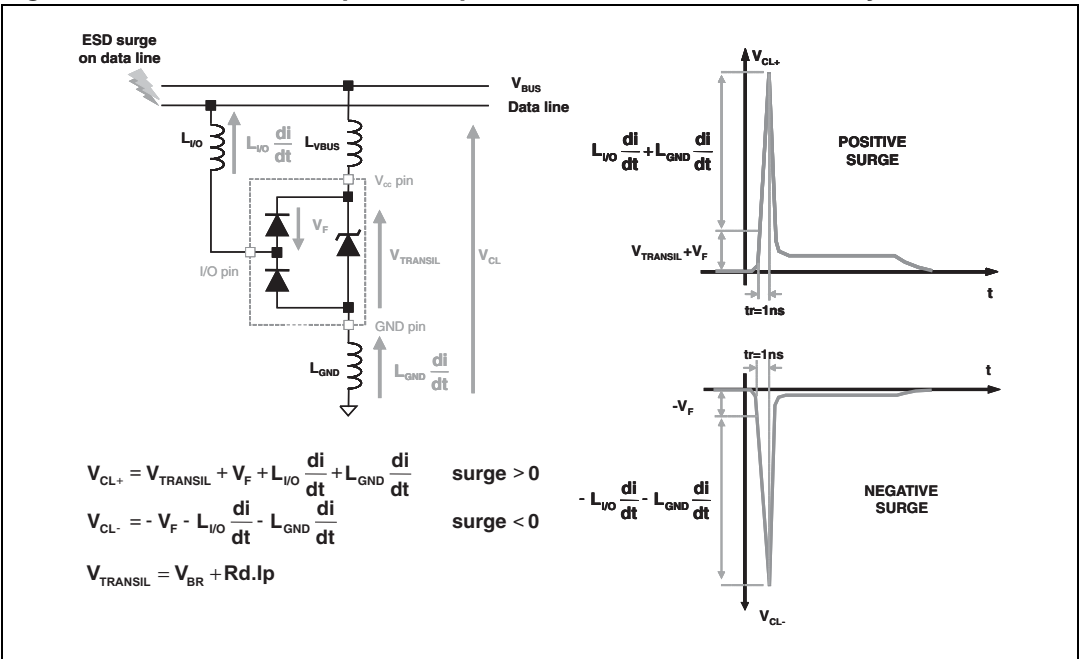 ESD surge
on data line
V_BUS
Data line
L_I/O
L_I/O di/dt
L_VBUS
V_cc pin
V_F
I/O pin
V_TRANSIL
V_CL
GND pin
L_GND
L_GND di/dt
V_CL+
L_I/O di/dt + L_GND di/dt
POSITIVE
SURGE
V_TRANSIL + V_F
t
tr=1ns
tr=1ns
t
-V_F
- L_I/O di/dt - L_GND di/dt
NEGATIVE
SURGE
V_CL-
V_CL+ = V_TRANSIL + V_F + L_I/O di/dt + L_GND di/dt surge > 0
V_CL- = - V_F - L_I/O di/dt - L_GND di/dt surge < 0
V_TRANSIL = V_BR + Rd.Ip